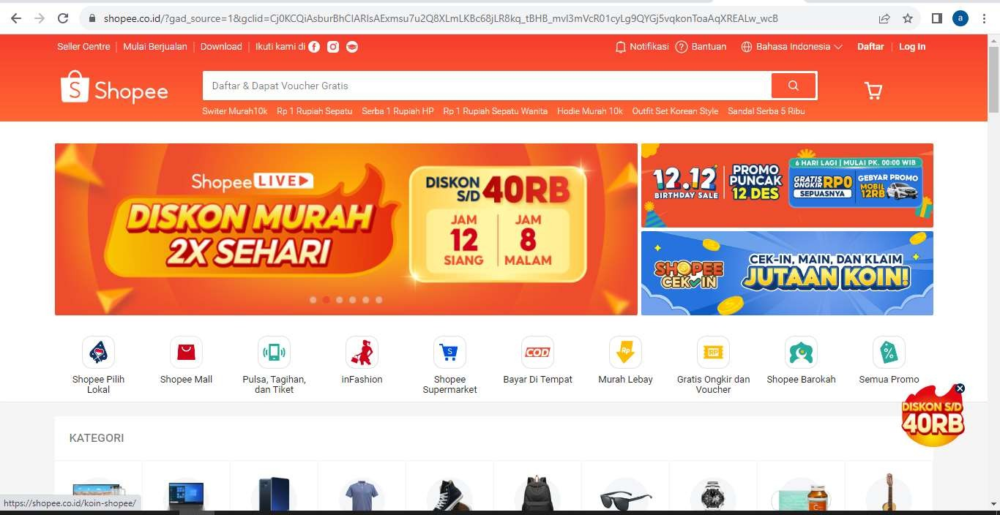 shopee.co.id/?gad_source=1&gclid=Cj0KCQiAsburBhCIARIsAExmsu7u2Q8XLmLKBc68jLR8kq_tBHB_mvl3mVcR01cyLg9QYGj5vqkonToaAqXREALw_wcB
a
Seller Centre Mulai Berjualan Download Ikuti kami di Notifikasi Bantuan Bahasa Indonesia Daftar Log In
Shopee
Daftar & Dapat Voucher Gratis
Switer Murah10k Rp 1 Rupiah Sepatu Serba 1 Rupiah HP Rp 1 Rupiah Sepatu Wanita Hodie Murah 10k Outfit Set Korean Style Sandal Serba 5 Ribu
Shopee LIVE
DISKON MURAH
2X SEHARI
DISKON S/D 40RB
JAM 12 SIANG
JAM 8 MALAM
12.12 BIRTHDAY SALE
PROMO PUNCAK 12 DES
6 HARI LAGI | MULAI PK. 00:00 WIB
GRATIS ONGKIR RP0 SEPUASNYA
GEBYAR PROMO MOBIL 12RB
SHOPEE CEK IN
CEK-IN, MAIN, DAN KLAIM
JUTAAN KOIN!
COD
RP
RP
Shopee Pilih Lokal
Shopee Mall
Pulsa, Tagihan, dan Tiket
inFashion
Shopee Supermarket
Bayar Di Tempat
Murah Lebay
Gratis Ongkir dan Voucher
Shopee Barokah
Semua Promo
DISKON S/D
40RB
KATEGORI
https://shopee.co.id/koin-shopee/